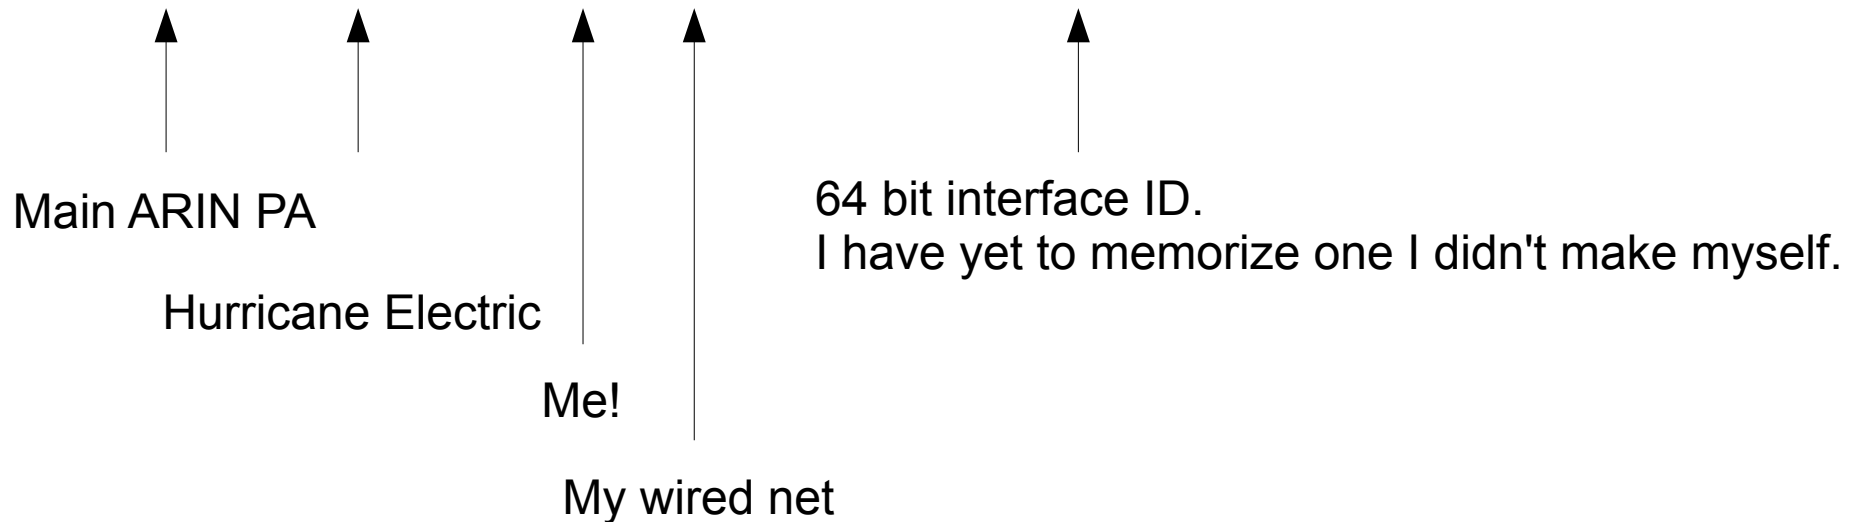 Main ARIN PA
Hurricane Electric
Me!
My wired net
64 bit interface ID.
I have yet to memorize one I didn't make myself.